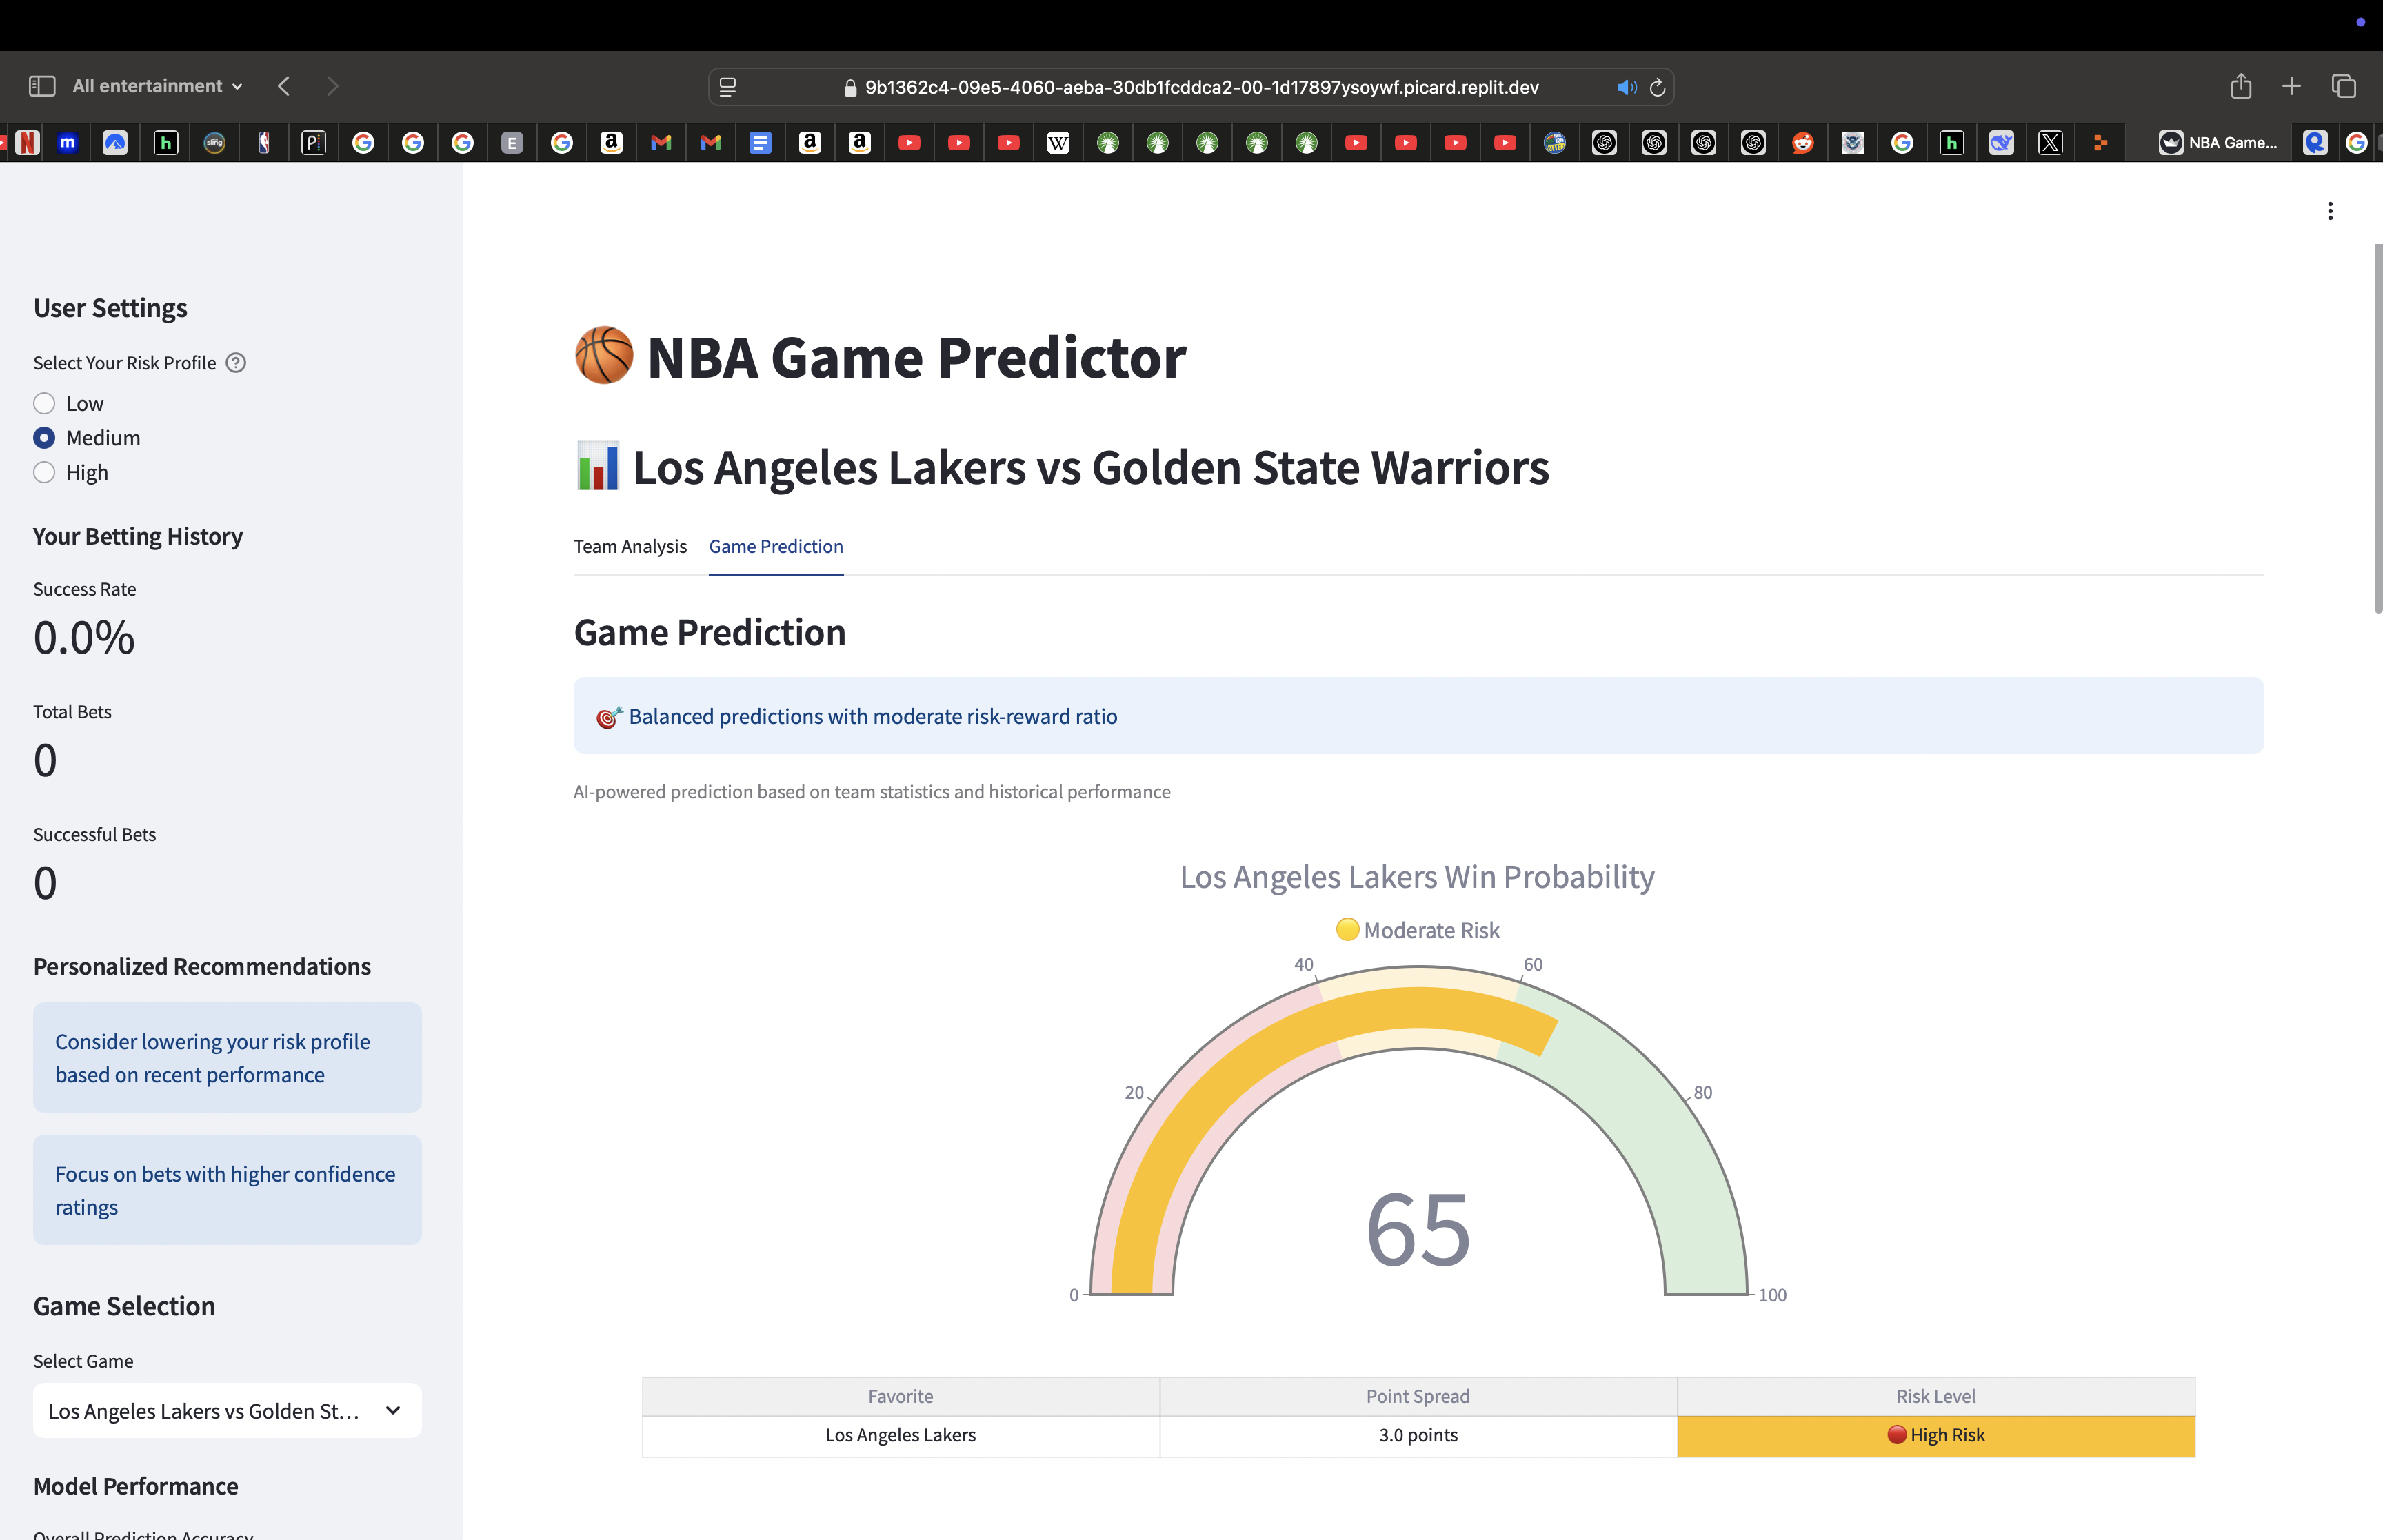 All entertainment
9b1362c4-09e5-4060-aeba-30db1fcddca2-00-1d17897ysoywf.picard.replit.dev
NBA Game...
User Settings
Select Your Risk Profile
Low
Medium
High
Your Betting History
Success Rate
0.0%
Total Bets
0
Successful Bets
0
Personalized Recommendations
Consider lowering your risk profile
based on recent performance
Focus on bets with higher confidence
ratings
Game Selection
Select Game
Los Angeles Lakers vs Golden St...
Model Performance
Overall Prediction Accuracy
NBA Game Predictor
Los Angeles Lakers vs Golden State Warriors
Team Analysis Game Prediction
Game Prediction
Balanced predictions with moderate risk-reward ratio
AI-powered prediction based on team statistics and historical performance
Los Angeles Lakers Win Probability
Moderate Risk
40 60
20 80
65
0 100
Favorite Point Spread Risk Level
Los Angeles Lakers 3.0 points High Risk